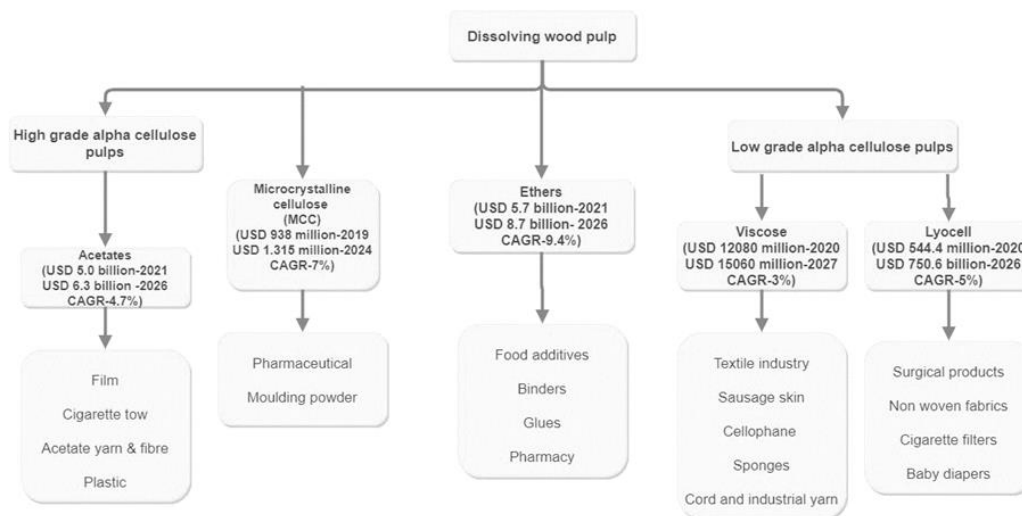 Dissolving wood pulp
High grade alpha cellulose
pulps
Low grade alpha cellulose pulps
Acetates
(USD 5.0 billion-2021
USD 6.3 billion -2026
CAGR-4.7%)
Microcrystalline
cellulose
(MCC)
(USD 938 million-2019
USD 1.315 million-2024
CAGR-7%)
Ethers
(USD 5.7 billion-2021
USD 8.7 billion- 2026
CAGR-9.4%)
Viscose
(USD 12080 million-2020
USD 15060 million-2027
CAGR-3%)
Lyocell
(USD 544.4 million-2020
USD 750.6 billion-2026
CAGR-5%)
Film
Cigarette tow
Acetate yarn & fibre
Plastic
Pharmaceutical
Moulding powder
Food additives
Binders
Glues
Pharmacy
Textile industry
Sausage skin
Cellophane
Sponges
Cord and industrial yarn
Surgical products
Non woven fabrics
Cigarette filters
Baby diapers